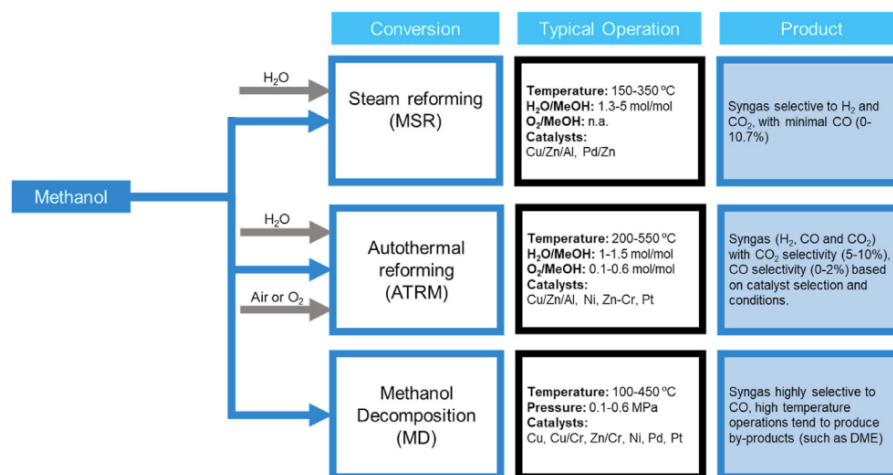 Conversion
Typical Operation
Product
Methanol
H₂O
Steam reforming
(MSR)
Temperature: 150-350 ºC
H₂O/MeOH: 1.3-5 mol/mol
O₂/MeOH: n.a.
Catalysts:
Cu/Zn/Al, Pd/Zn
Syngas selective to H₂ and
CO₂, with minimal CO (0-
10.7%)
H₂O
Air or O₂
Autothermal
reforming
(ATRM)
Temperature: 200-550 ºC
H₂O/MeOH: 1-1.5 mol/mol
O₂/MeOH: 0.1-0.6 mol/mol
Catalysts:
Cu/Zn/Al, Ni, Zn-Cr, Pt
Syngas (H₂, CO and CO₂)
with CO₂ selectivity (5-10%),
CO selectivity (0-2%) based
on catalyst selection and
conditions.
Methanol
Decomposition
(MD)
Temperature: 100-450 ºC
Pressure: 0.1-0.6 MPa
Catalysts:
Cu, Cu/Cr, Zn/Cr, Ni, Pd, Pt
Syngas highly selective to
CO, high temperature
operations tend to produce
by-products (such as DME)